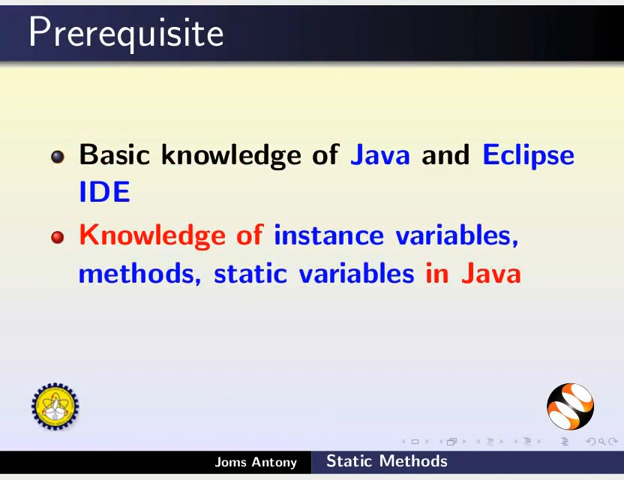 Prerequisite
Basic knowledge of Java and Eclipse
IDE
Knowledge of instance variables,
methods, static variables in Java
Joms Antony
Static Methods